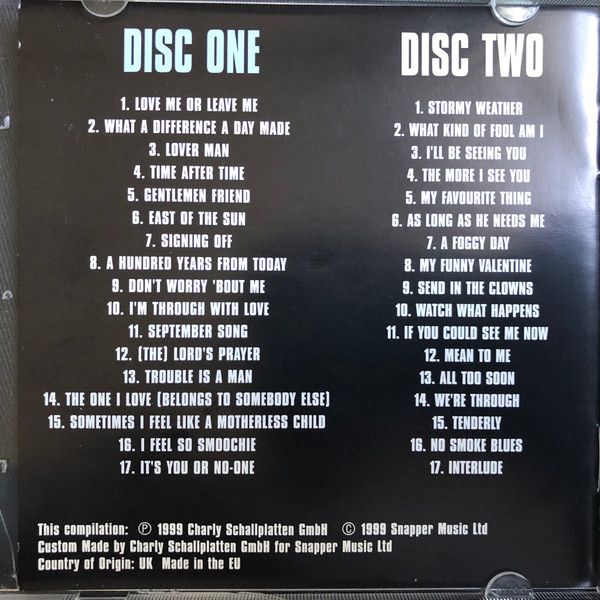 DISC ONE
1. LOVE ME OR LEAVE ME
2. WHAT A DIFFERENCE A DAY MADE
3. LOVER MAN
4. TIME AFTER TIME
5. GENTLEMEN FRIEND
6. EAST OF THE SUN
7. SIGNING OFF
8. A HUNDRED YEARS FROM TODAY
9. DON'T WORRY 'BOUT ME
10. I'M THROUGH WITH LOVE
11. SEPTEMBER SONG
12. (THE) LORD'S PRAYER
13. TROUBLE IS A MAN
14. THE ONE I LOVE (BELONGS TO SOMEBODY ELSE)
15. SOMETIMES I FEEL LIKE A MOTHERLESS CHILD
16. I FEEL SO SMOOCHIE
17. IT'S YOU OR NO-ONE
DISC TWO
1. STORMY WEATHER
2. WHAT KIND OF FOOL AM I
3. I'LL BE SEEING YOU
4. THE MORE I SEE YOU
5. MY FAVOURITE THING
6. AS LONG AS HE NEEDS ME
7. A FOGGY DAY
8. MY FUNNY VALENTINE
9. SEND IN THE CLOWNS
10. WATCH WHAT HAPPENS
11. IF YOU COULD SEE ME NOW
12. MEAN TO ME
13. ALL TOO SOON
14. WE'RE THROUGH
15. TENDERLY
16. NO SMOKE BLUES
17. INTERLUDE
This compilation: ℗ 1999 Charly Schallplatten GmbH © 1999 Snapper Music Ltd
Custom Made by Charly Schallplatten GmbH for Snapper Music Ltd
Country of Origin: UK Made in the EU